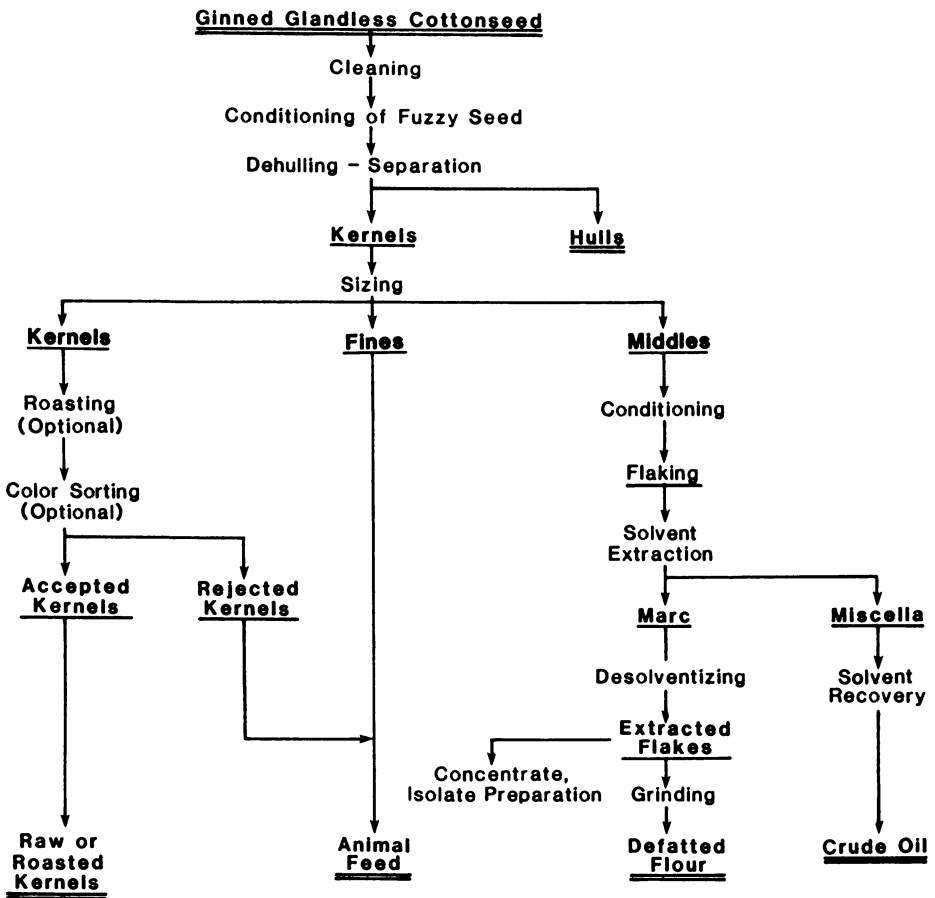 Ginned Glandless Cottonseed
Cleaning
Conditioning of Fuzzy Seed
Dehulling – Separation
Kernels
Hulls
Sizing
Kernels
Fines
Middles
Roasting
(Optional)
Conditioning
Color Sorting
(Optional)
Flaking
Solvent
Extraction
Accepted
Kernels
Rejected
Kernels
Marc
Miscella
Desolventizing
Solvent
Recovery
Extracted
Flakes
Concentrate,
Isolate Preparation
Grinding
Raw or
Roasted
Kernels
Animal
Feed
Defatted
Flour
Crude Oil